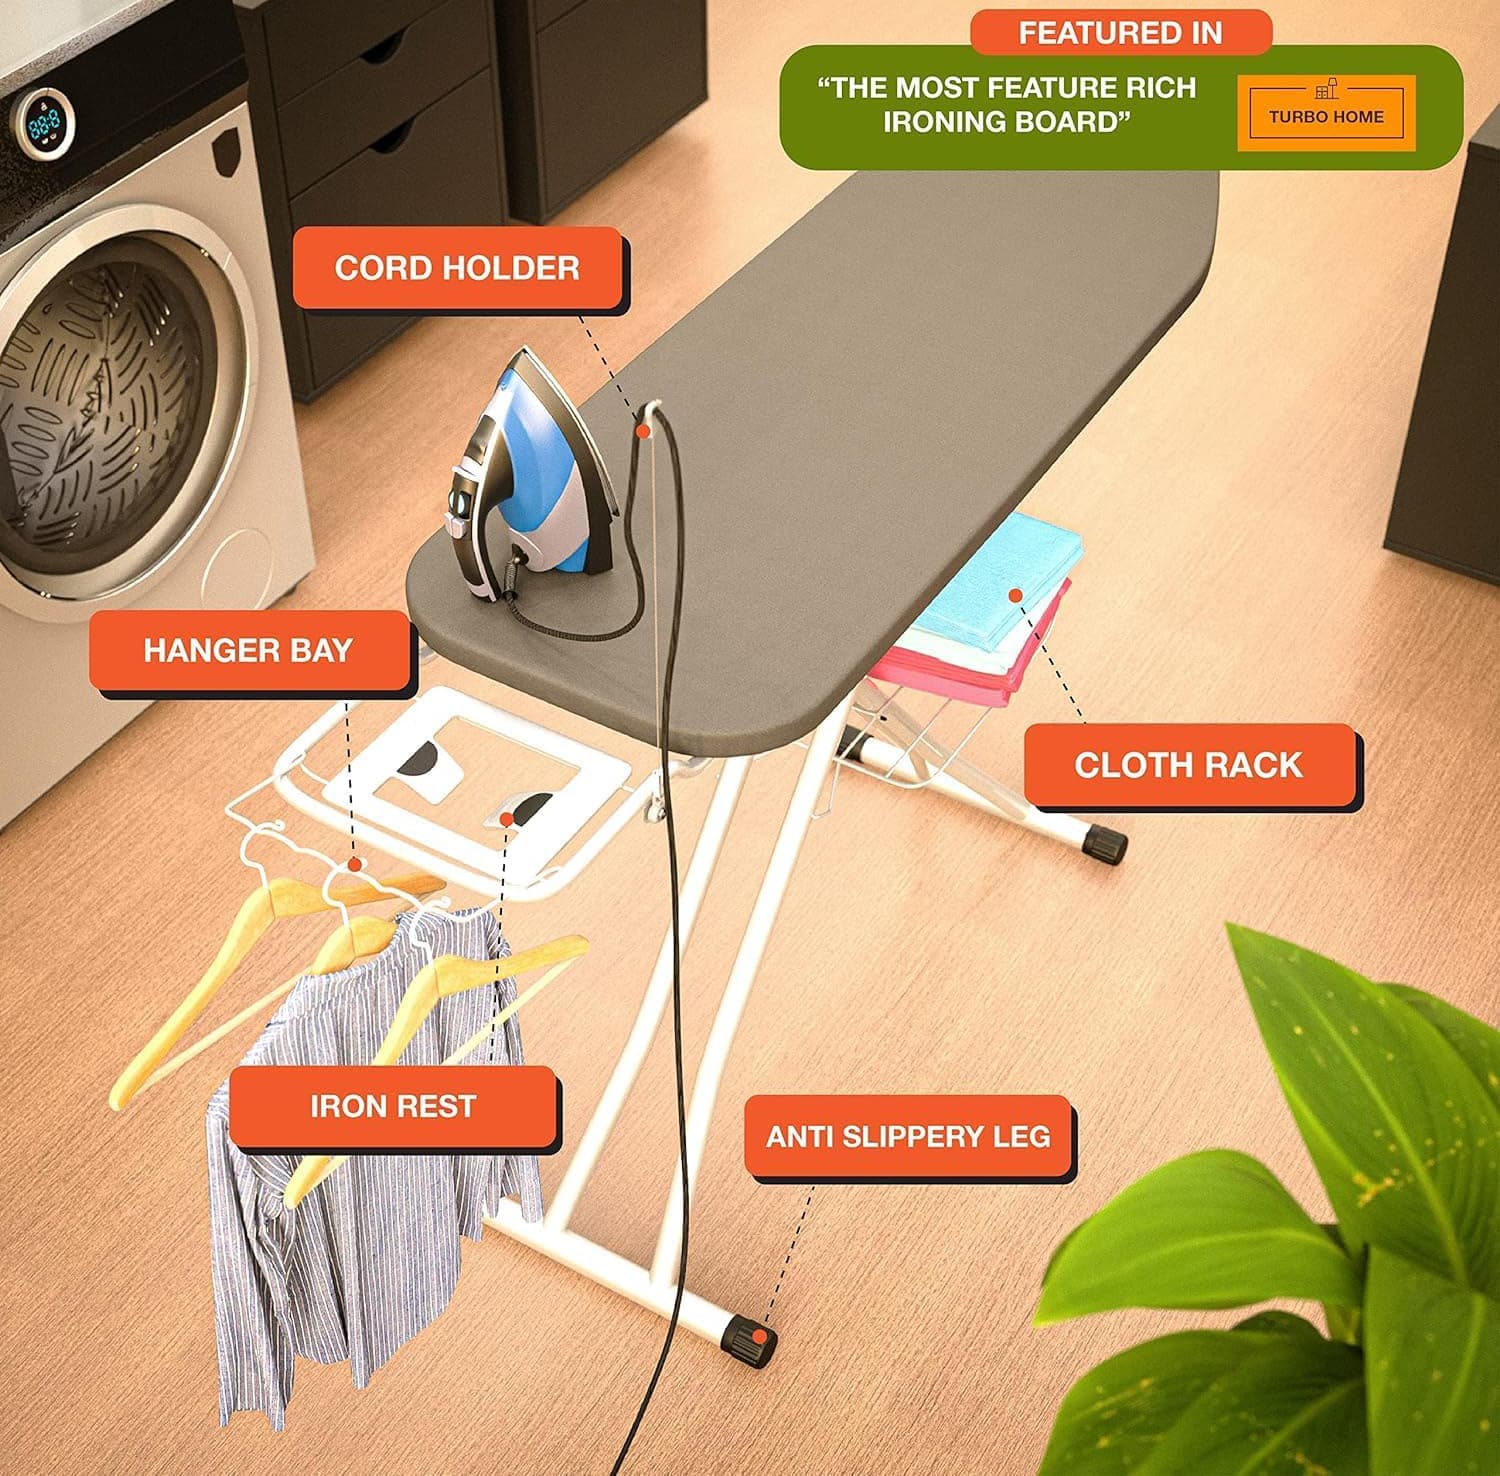 FEATURED IN
“THE MOST FEATURE RICH
IRONING BOARD”
TURBO HOME
CORD HOLDER
HANGER BAY
CLOTH RACK
IRON REST
ANTI SLIPPERY LEG